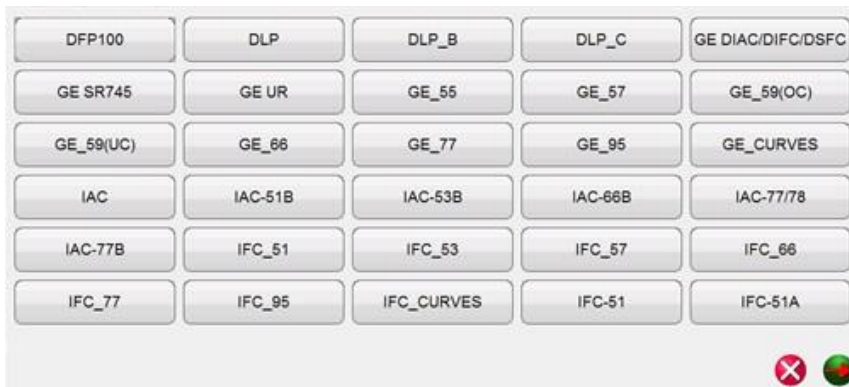 DFP100 DLP DLP_B DLP_C GE DIAC/DIFC/DSFC
GE SR745 GE UR GE_55 GE_57 GE_59(OC)
GE_59(UC) GE_66 GE_77 GE_95 GE_CURVES
IAC IAC-51B IAC-53B IAC-66B IAC-77/78
IAC-77B IFC_51 IFC_53 IFC_57 IFC_66
IFC_77 IFC_95 IFC_CURVES IFC-51 IFC-51A